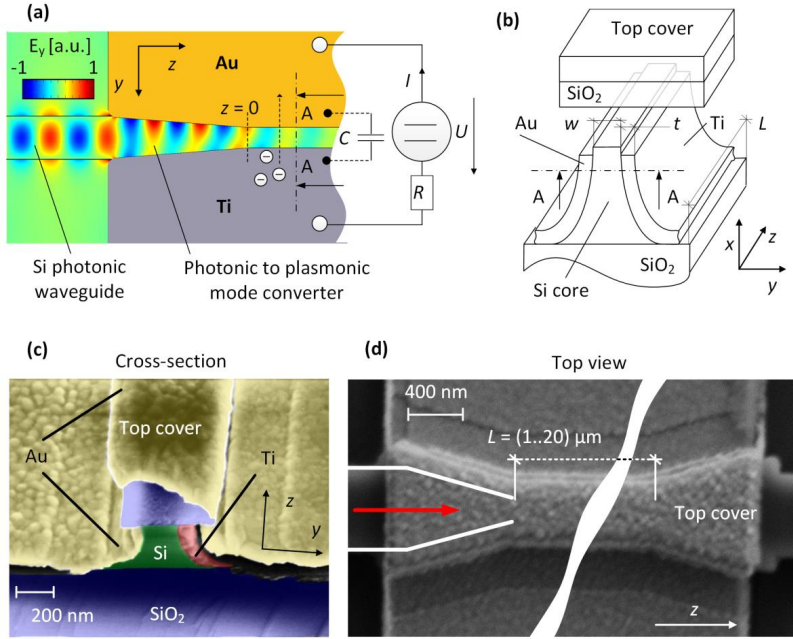 (a)
E_y [a.u.]
-1 1
y
z
Au
z = 0
A
C
A
Ti
I
U
R
Si photonic
waveguide
Photonic to plasmonic
mode converter
(b)
Top cover
SiO₂
Au
w
t
Ti
L
A
A
Si core
SiO₂
x
z
y
(c)
Cross-section
Au
Top cover
Ti
z
y
Si
200 nm
SiO₂
(d)
Top view
400 nm
L = (1..20) µm
Top cover
z